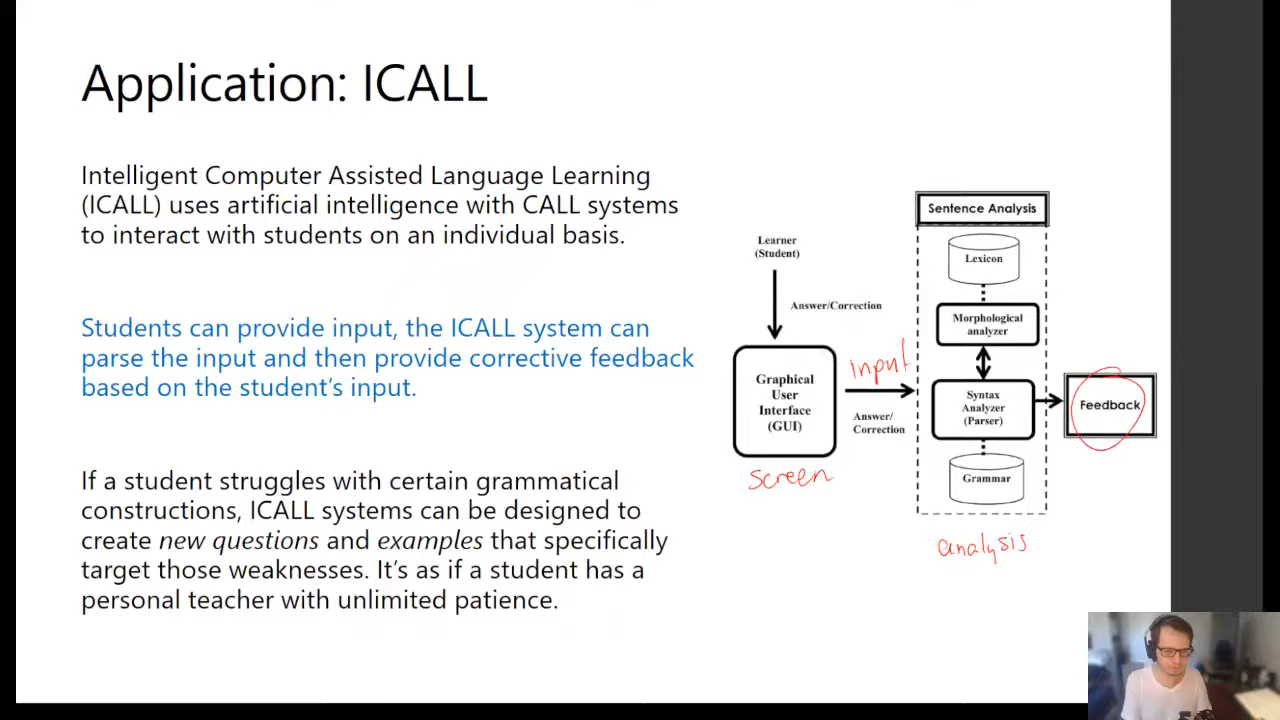 Application: ICALL
Intelligent Computer Assisted Language Learning
(ICALL) uses artificial intelligence with CALL systems
to interact with students on an individual basis.
Students can provide input, the ICALL system can
parse the input and then provide corrective feedback
based on the student's input.
If a student struggles with certain grammatical
constructions, ICALL systems can be designed to
create new questions and examples that specifically
target those weaknesses. It's as if a student has a
personal teacher with unlimited patience.
Learner
(Student)
Answer/Correction
Graphical
User
Interface
(GUI)
screen
input
Answer/
Correction
Sentence Analysis
Lexicon
Morphological
analyzer
Syntax
Analyzer
(Parser)
Grammar
analysis
Feedback